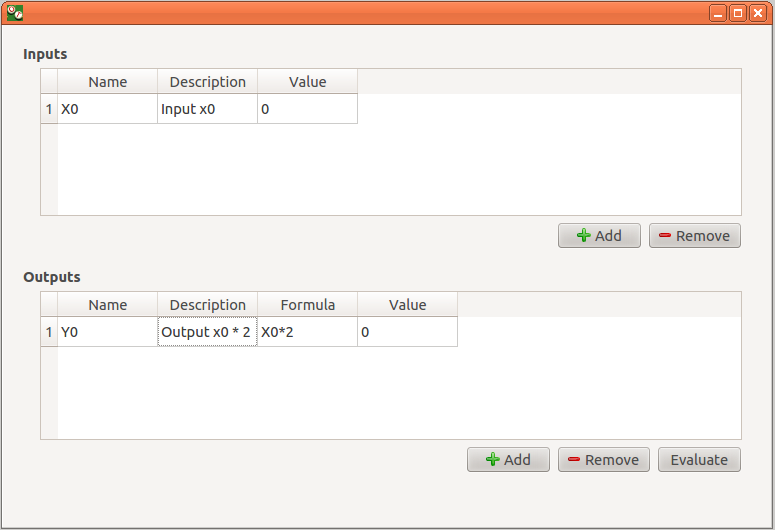 Inputs
Name Description Value
1 X0 Input x0 0
Add Remove
Outputs
Name Description Formula Value
1 Y0 Output x0 * 2 X0*2 0
Add Remove Evaluate